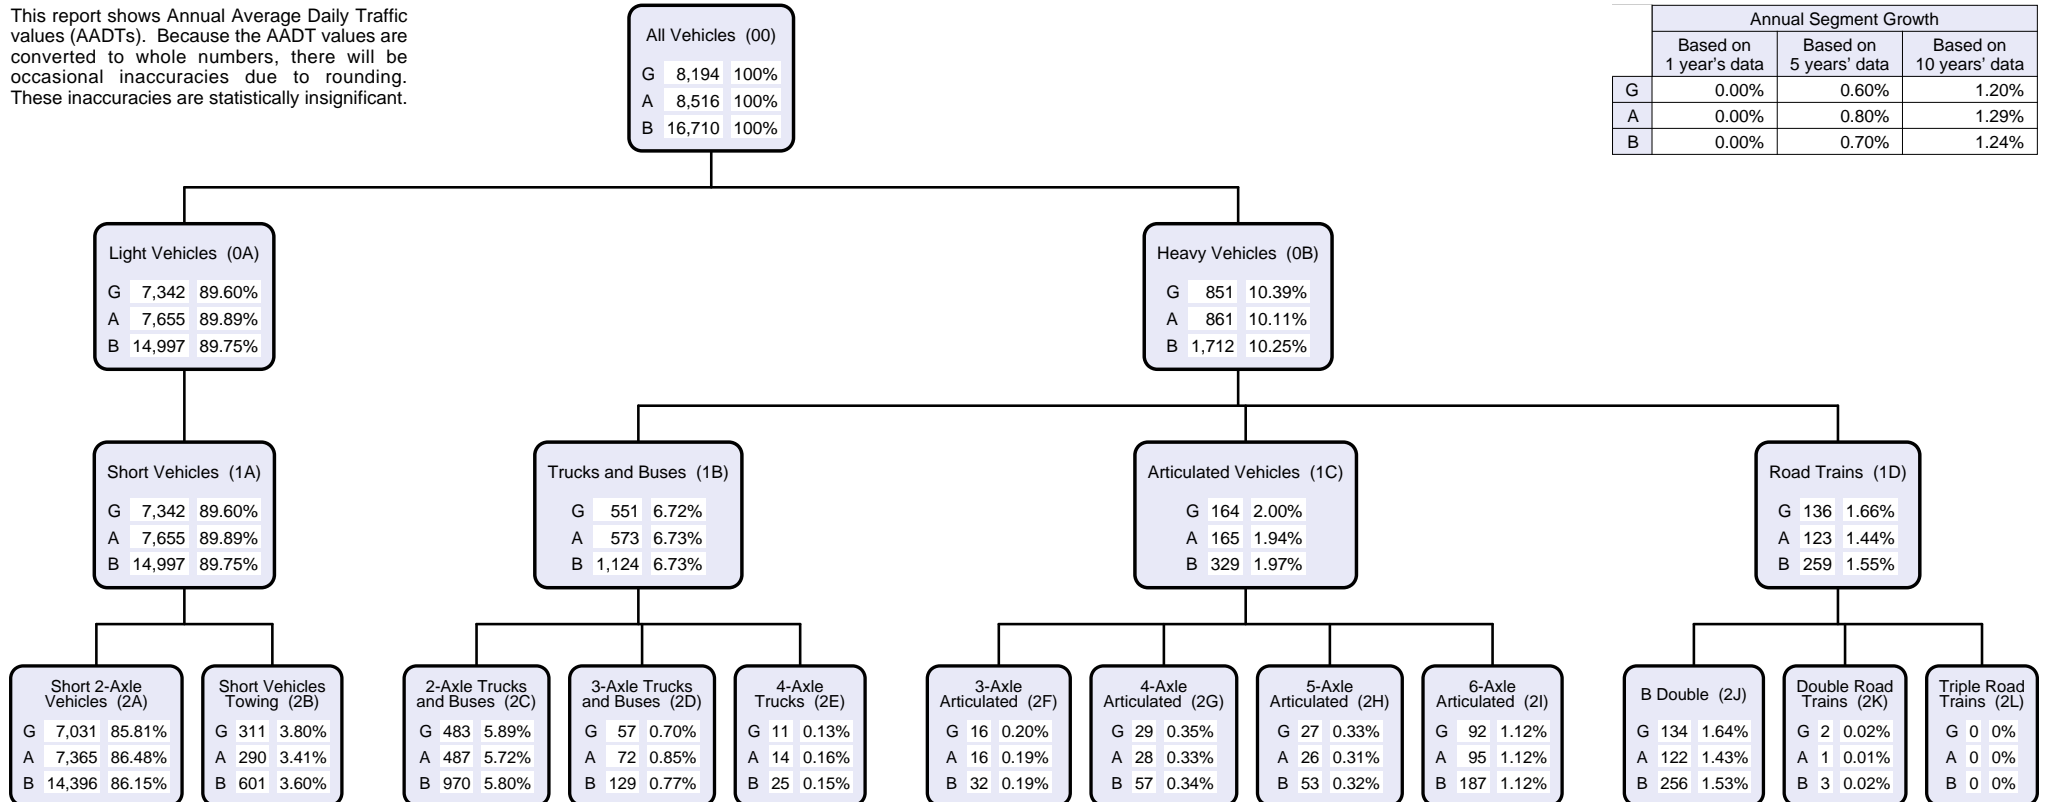 This report shows Annual Average Daily Traffic
values (AADTs). Because the AADT values are
converted to whole numbers, there will be
occasional inaccuracies due to rounding.
These inaccuracies are statistically insignificant.
All Vehicles (00)
G 8,194 100%
A 8,516 100%
B 16,710 100%
Annual Segment Growth
Based on 1 year's data
Based on 5 years' data
Based on 10 years' data
G 0.00% 0.60% 1.20%
A 0.00% 0.80% 1.29%
B 0.00% 0.70% 1.24%
Light Vehicles (0A)
G 7,342 89.60%
A 7,655 89.89%
B 14,997 89.75%
Heavy Vehicles (0B)
G 851 10.39%
A 861 10.11%
B 1,712 10.25%
Short Vehicles (1A)
G 7,342 89.60%
A 7,655 89.89%
B 14,997 89.75%
Trucks and Buses (1B)
G 551 6.72%
A 573 6.73%
B 1,124 6.73%
Articulated Vehicles (1C)
G 164 2.00%
A 165 1.94%
B 329 1.97%
Road Trains (1D)
G 136 1.66%
A 123 1.44%
B 259 1.55%
Short 2-Axle
Vehicles (2A)
G 7,031 85.81%
A 7,365 86.48%
B 14,396 86.15%
Short Vehicles
Towing (2B)
G 311 3.80%
A 290 3.41%
B 601 3.60%
2-Axle Trucks
and Buses (2C)
G 483 5.89%
A 487 5.72%
B 970 5.80%
3-Axle Trucks
and Buses (2D)
G 57 0.70%
A 72 0.85%
B 129 0.77%
4-Axle
Trucks (2E)
G 11 0.13%
A 14 0.16%
B 25 0.15%
3-Axle
Articulated (2F)
G 16 0.20%
A 16 0.19%
B 32 0.19%
4-Axle
Articulated (2G)
G 29 0.35%
A 28 0.33%
B 57 0.34%
5-Axle
Articulated (2H)
G 27 0.33%
A 26 0.31%
B 53 0.32%
6-Axle
Articulated (2I)
G 92 1.12%
A 95 1.12%
B 187 1.12%
B Double (2J)
G 134 1.64%
A 122 1.43%
B 256 1.53%
Double Road
Trains (2K)
G 2 0.02%
A 1 0.01%
B 3 0.02%
Triple Road
Trains (2L)
G 0 0%
A 0 0%
B 0 0%